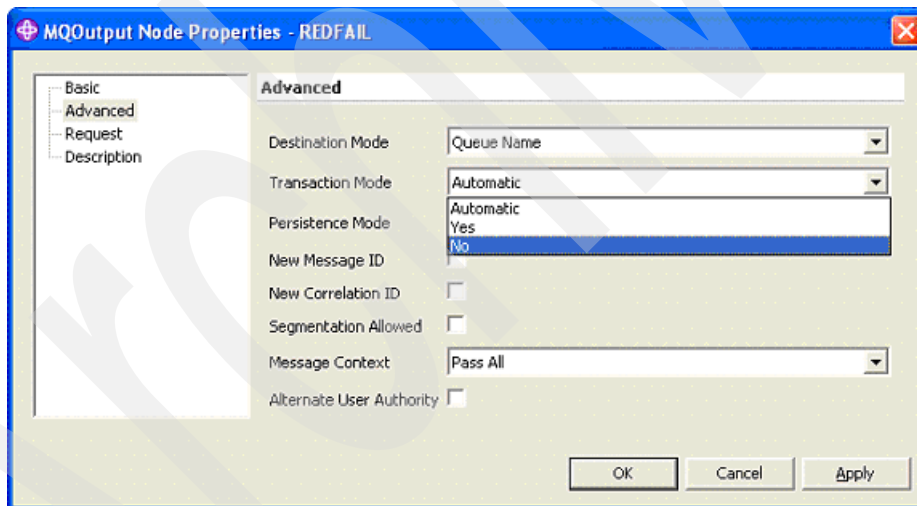 MQOutput Node Properties - REDFAIL
Basic
Advanced
Request
Description
Advanced
Destination Mode Queue Name
Transaction Mode Automatic
Automatic
Yes
No
Persistence Mode
New Message ID
New Correlation ID
Segmentation Allowed
Message Context Pass All
Alternate User Authority
OK Cancel Apply